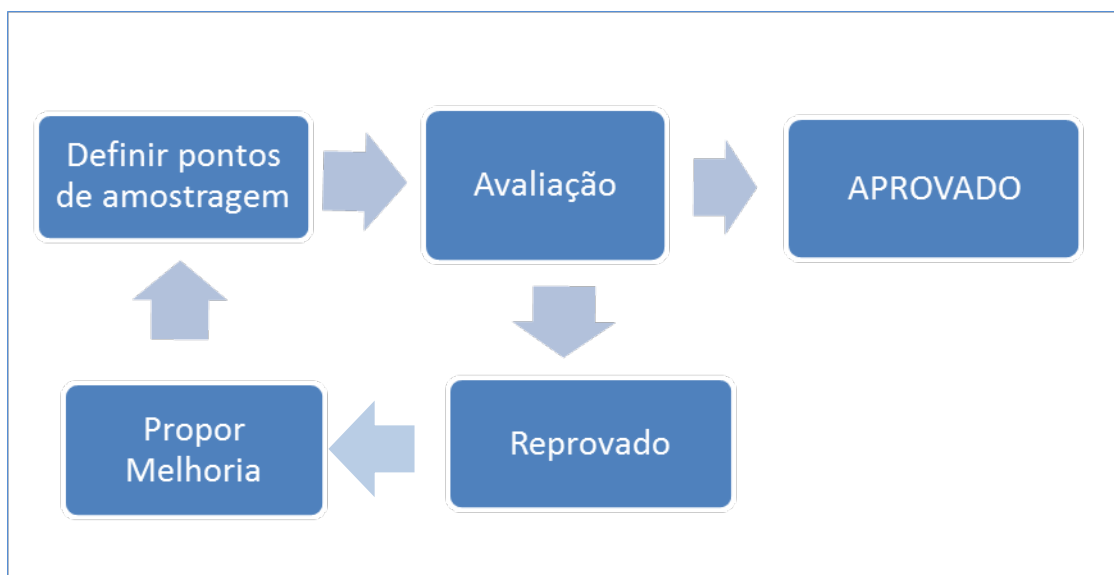 Definir pontos
de amostragem
Avaliação
APROVADO
Propor
Melhoria
Reprovado